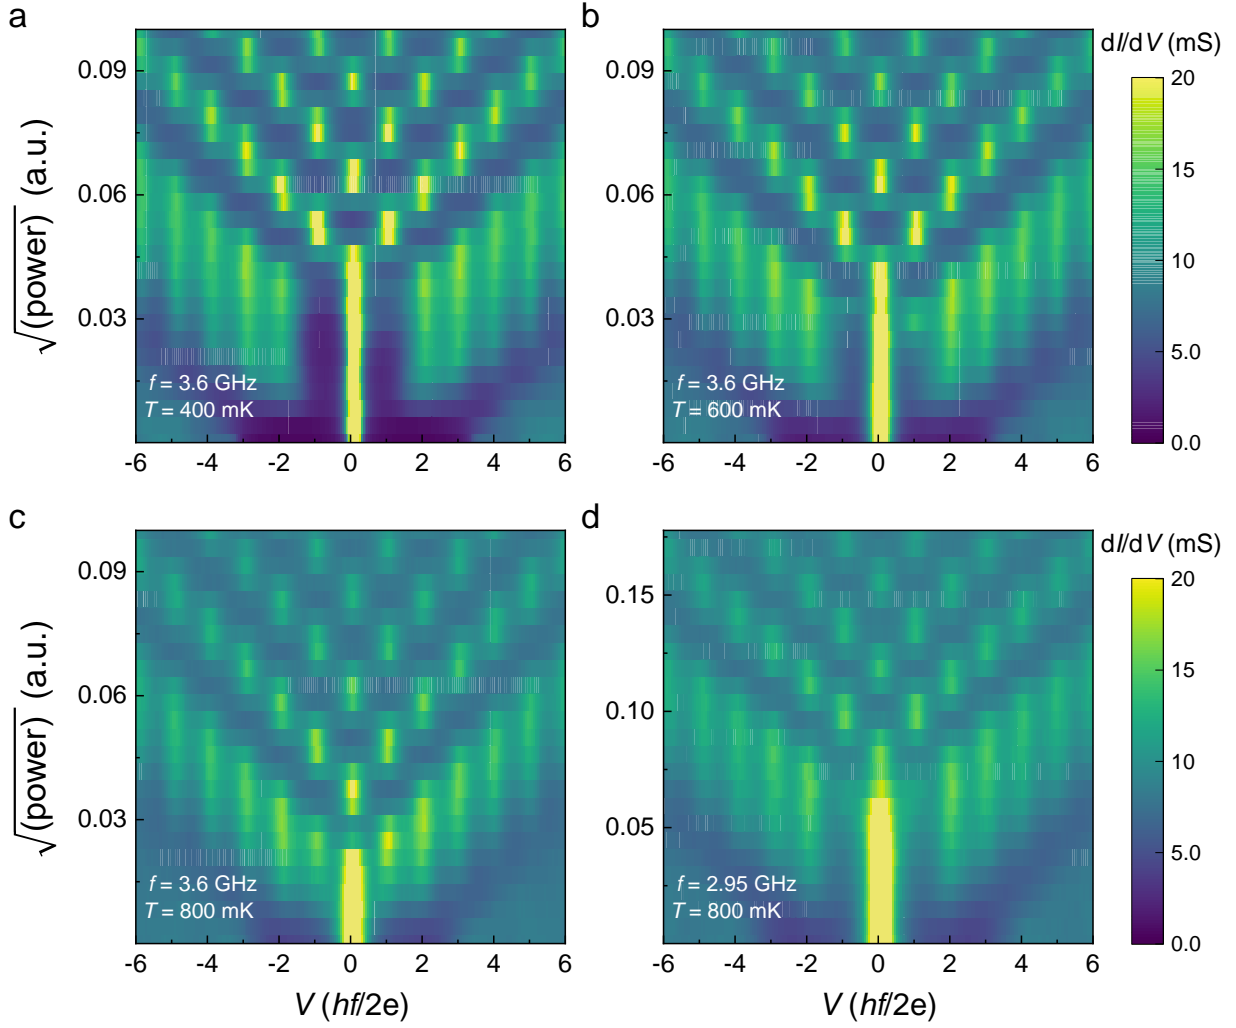 a
b
dI/dV (mS)
√(power) (a.u.)
0.09
0.06
0.03
f = 3.6 GHz
T = 400 mK
-6 -4 -2 0 2 4 6
0.09
0.06
0.03
f = 3.6 GHz
T = 600 mK
-6 -4 -2 0 2 4 6
20
15
10
5.0
0.0
c
d
dI/dV (mS)
√(power) (a.u.)
0.09
0.06
0.03
f = 3.6 GHz
T = 800 mK
-6 -4 -2 0 2 4 6
V (hf/2e)
0.15
0.10
0.05
f = 2.95 GHz
T = 800 mK
-6 -4 -2 0 2 4 6
V (hf/2e)
20
15
10
5.0
0.0